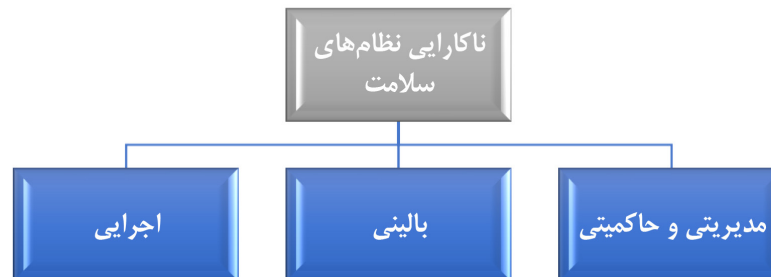 ناکارایی نظام‌های
سلامت
مدیریتی و حاکمیتی
بالینی
اجرایی